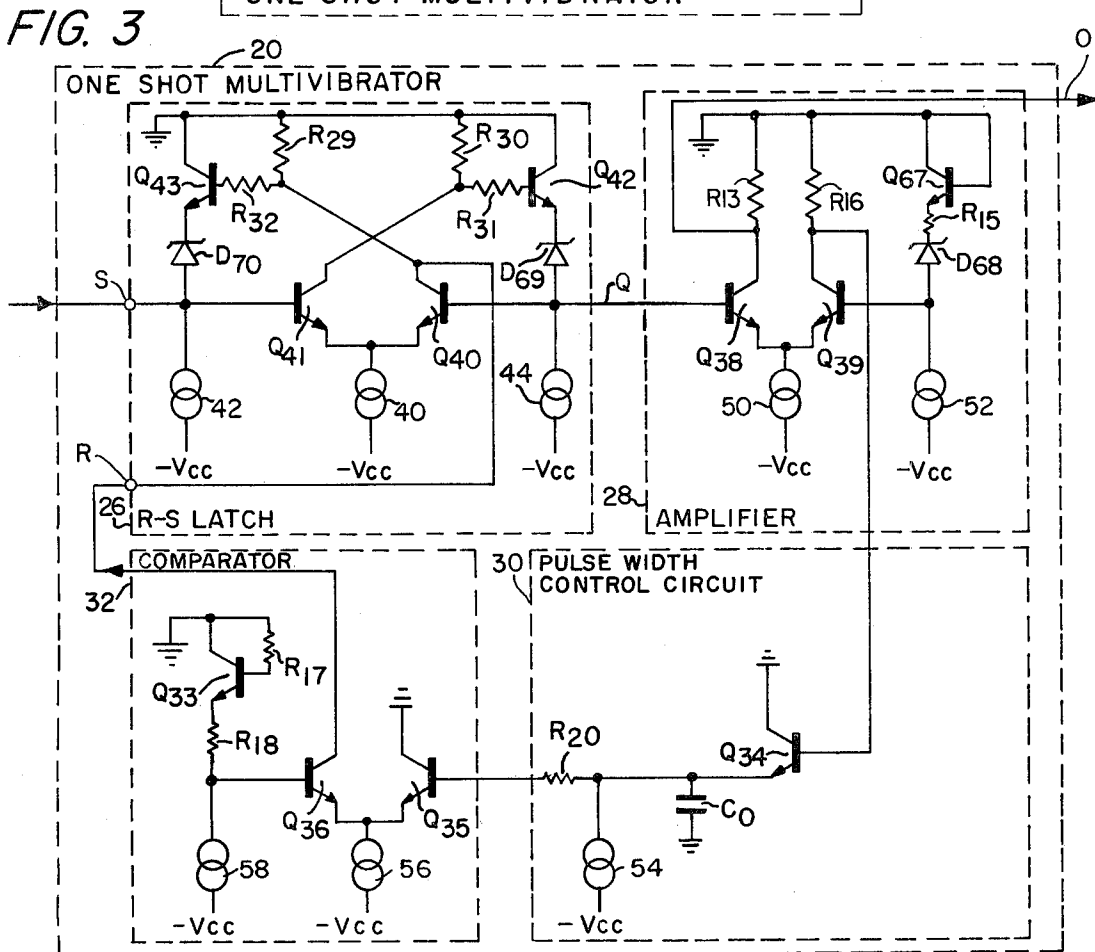 ONE SHOT MULTIVIBRATOR
FIG. 3
20
O
ONE SHOT MULTIVIBRATOR
R29
R30
Q43
R32
R31
Q42
D70
D69
S
Q
Q41
Q40
42
40
44
-Vcc
-Vcc
-Vcc
R
26
R-S LATCH
R13
R16
Q67
R15
D68
Q38
Q39
50
52
-Vcc
-Vcc
28
AMPLIFIER
COMPARATOR
32
R17
Q33
R18
Q36
Q35
58
56
-Vcc
-Vcc
30
PULSE WIDTH
CONTROL CIRCUIT
R20
Q34
CO
54
-Vcc